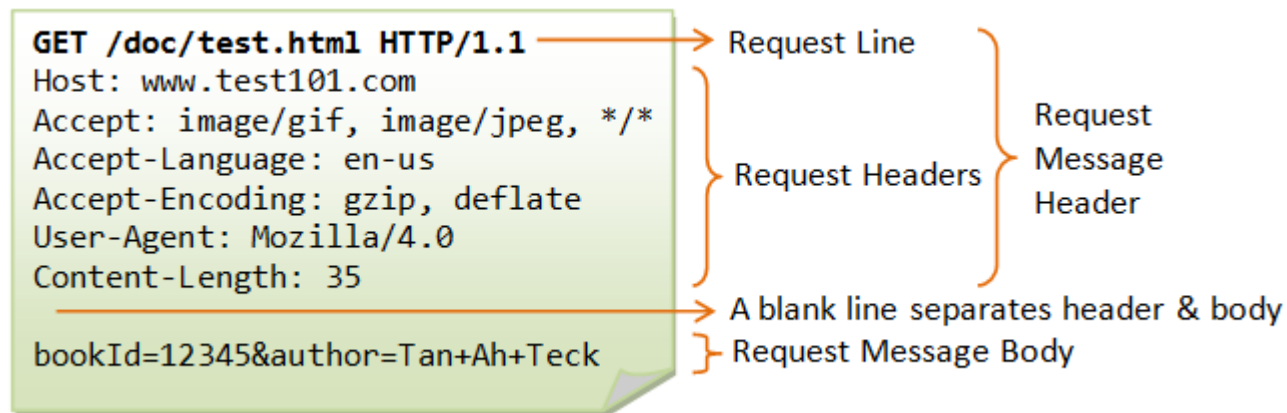 GET /doc/test.html HTTP/1.1
Request Line
Host: www.test101.com
Accept: image/gif, image/jpeg, */*
Accept-Language: en-us
Accept-Encoding: gzip, deflate
User-Agent: Mozilla/4.0
Content-Length: 35
Request Headers
Request
Message
Header
A blank line separates header & body
bookId=12345&author=Tan+Ah+Teck
Request Message Body